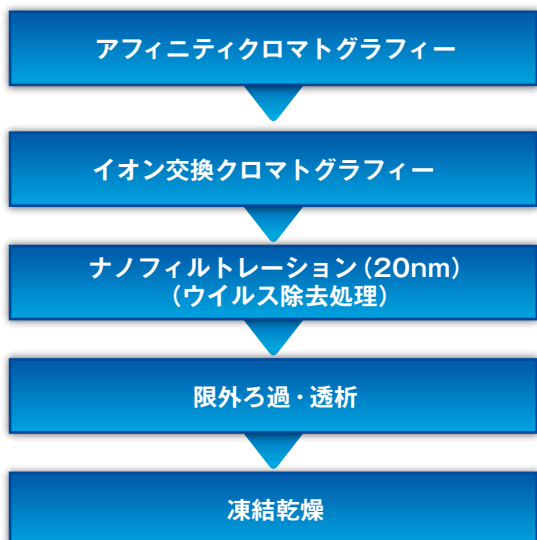 アフィニティクロマトグラフィー
イオン交換クロマトグラフィー
ナノフィルトレーション（20nm）
（ウイルス除去処理）
限外ろ過・透析
凍結乾燥